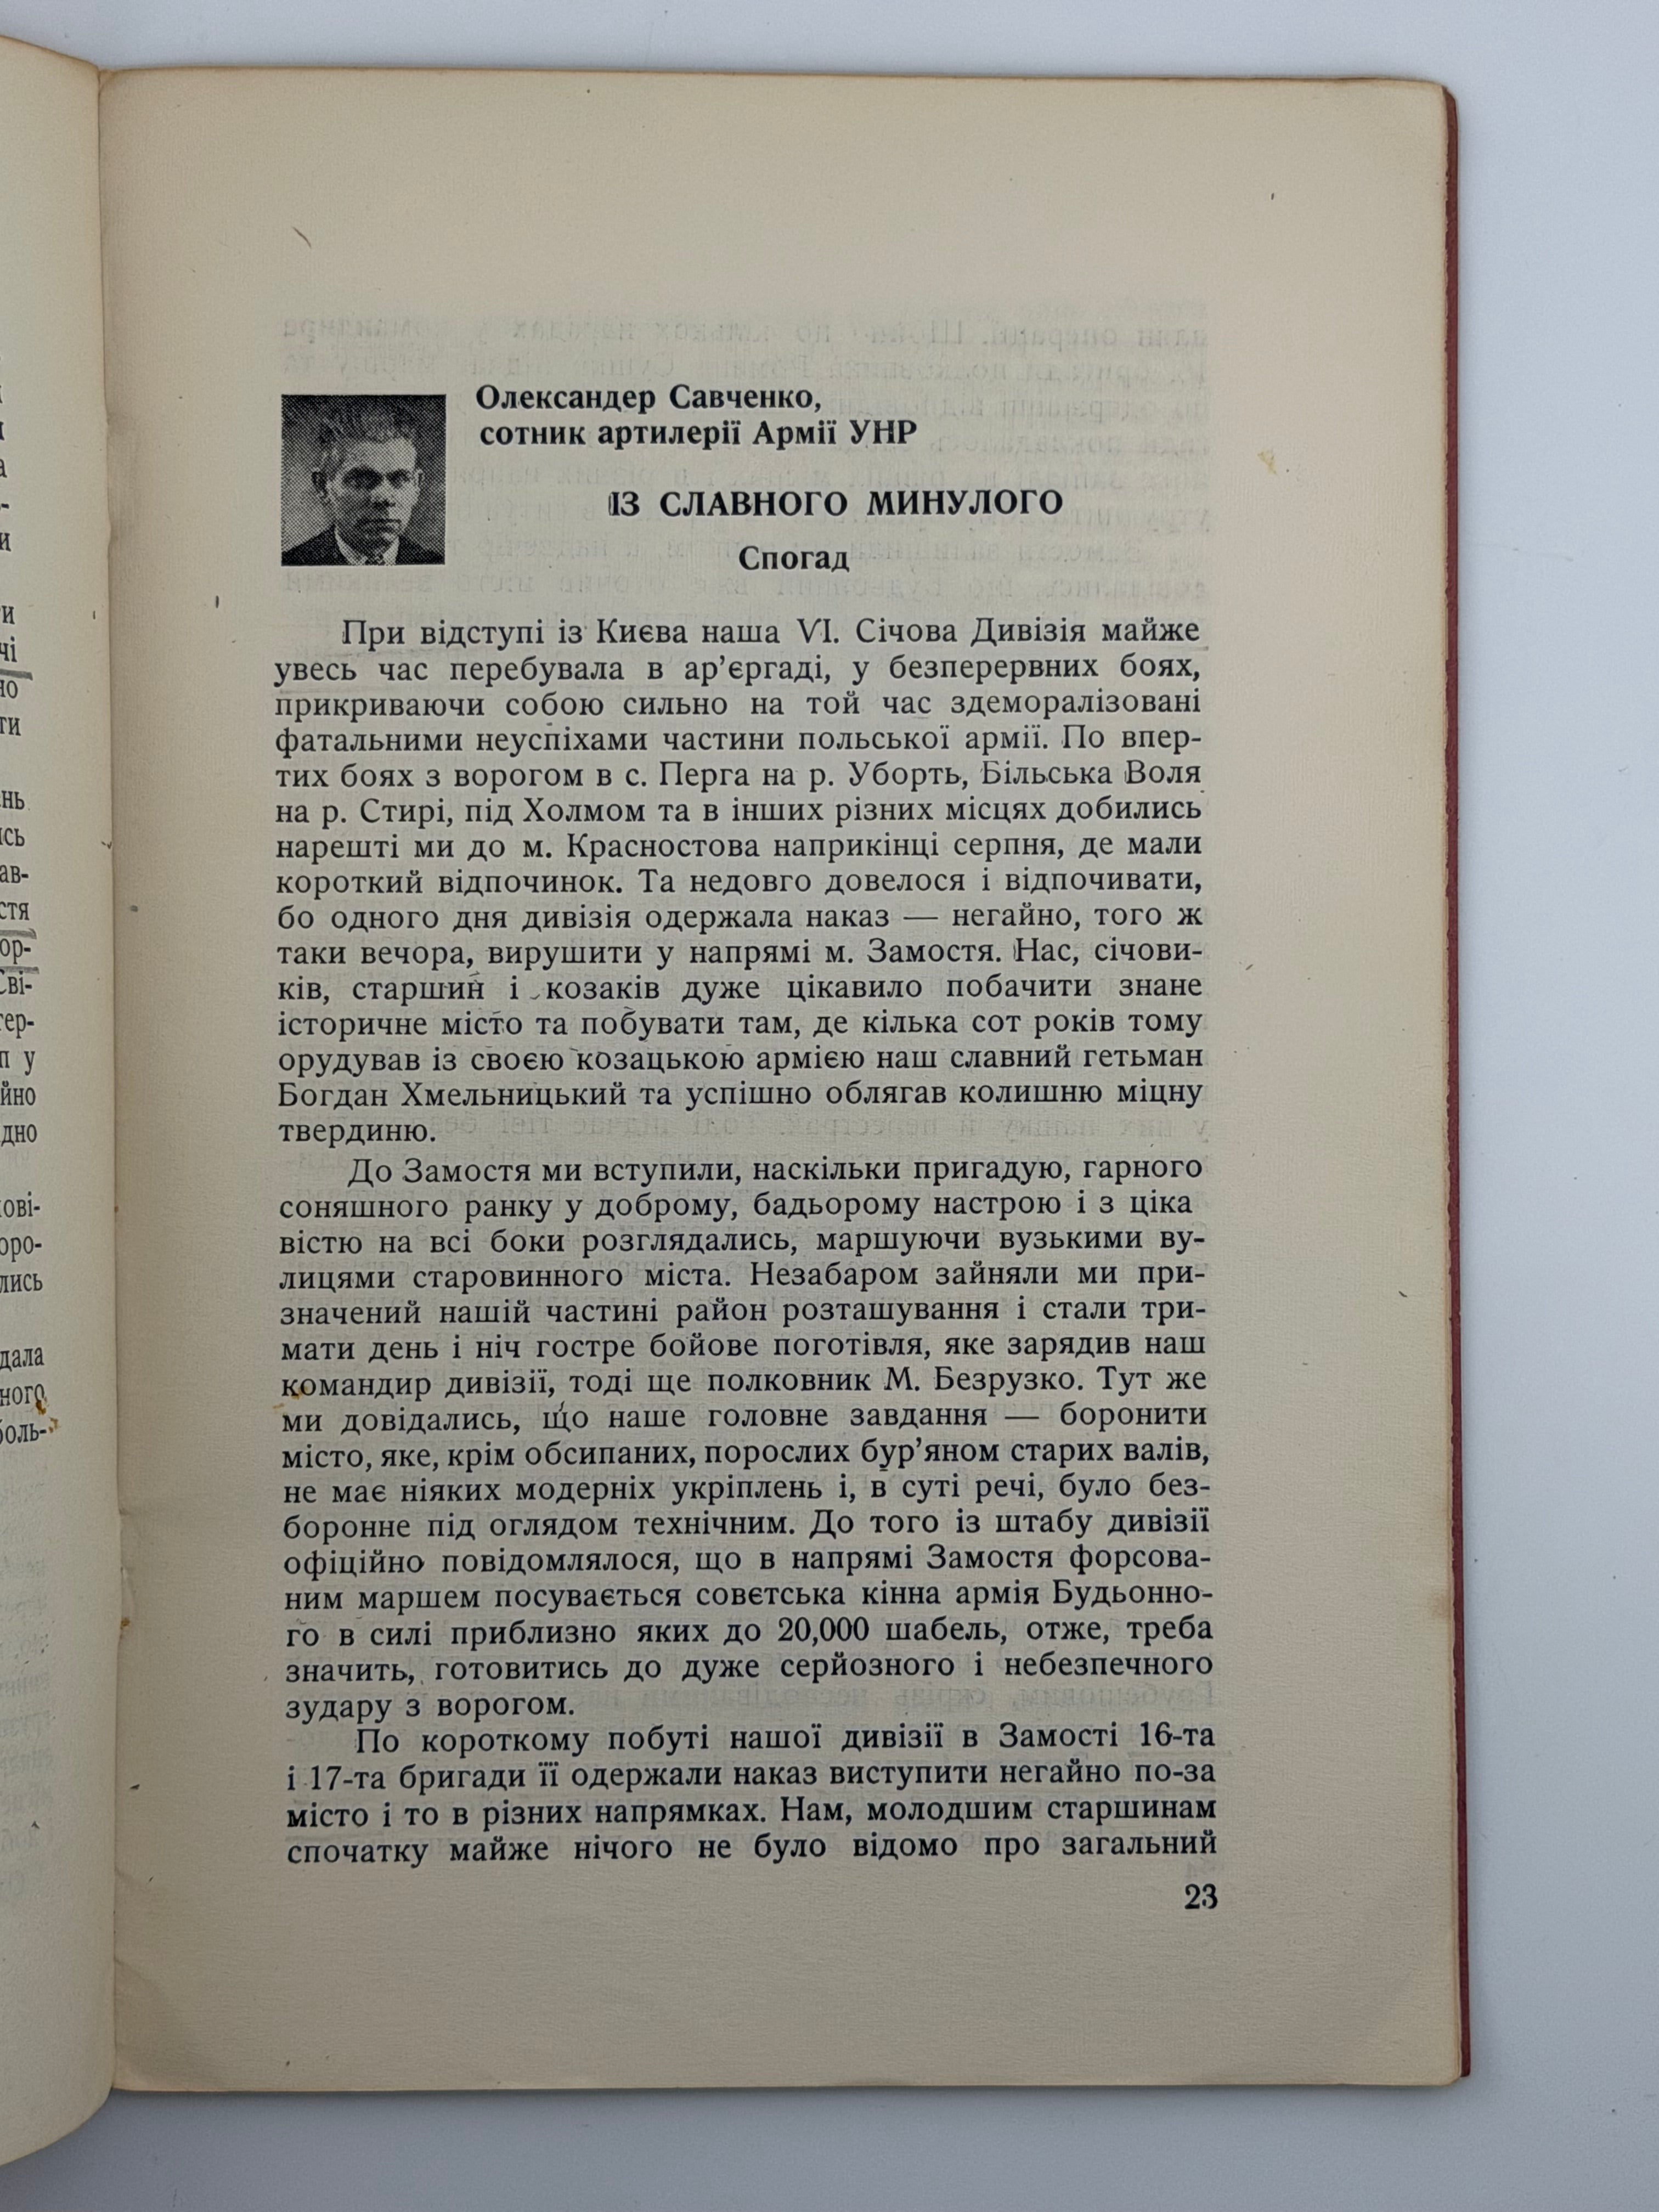 Олександер Савченко,
сотник артилерії Армії УНР
ІЗ СЛАВНОГО МИНУЛОГО
Спогад
При відступі із Києва наша VI. Січова Дивізія майже
увесь час перебувала в ар’єргаді, у безперервних боях,
прикриваючи собою сильно на той час здеморалізовані
фатальними неуспіхами частини польської армії. По впер-
тих боях з ворогом в с. Перга на р. Уборть, Більська Воля
на р. Стирі, під Холмом та в інших різних місцях добились
нарешті ми до м. Красностова наприкінці серпня, де мали
короткий відпочинок. Та недовго довелося і відпочивати,
бо одного дня дивізія одержала наказ — негайно, того ж
таки вечора, вирушити у напрямі м. Замостя. Нас, січови-
ків, старшин і козаків дуже цікавило побачити знане
історичне місто та побувати там, де кілька сот років тому
орудував із своєю козацькою армією наш славний гетьман
Богдан Хмельницький та успішно облягав колишню міцну
твердиню.
До Замостя ми вступили, наскільки пригадую, гарного
соняшного ранку у доброму, бадьорому настрою і з ціка
вістю на всі боки розглядались, маршуючи вузькими ву-
лицями старовинного міста. Незабаром зайняли ми при-
значений нашій частині район розташування і стали три-
мати день і ніч гостре бойове поготівля, яке зарядив наш
командир дивізії, тоді ще полковник М. Безрузко. Тут же
ми довідались, що наше головне завдання — боронити
місто, яке, крім обсипаних, порослих бур’яном старих валів,
не має ніяких модерніх укріплень і, в суті речі, було без-
боронне під оглядом технічним. До того із штабу дивізії
офіційно повідомлялося, що в напрямі Замостя форсова-
ним маршем посувається совєтська кінна армія Будьонно-
го в силі приблизно яких до 20,000 шабель, отже, треба
значить, готовитись до дуже серйозного і небезпечного
зудару з ворогом.
По короткому побуті нашої дивізії в Замості 16-та
і 17-та бригади її одержали наказ виступити негайно по-за
місто і то в різних напрямках. Нам, молодшим старшинам
спочатку майже нічого не було відомо про загальний
23